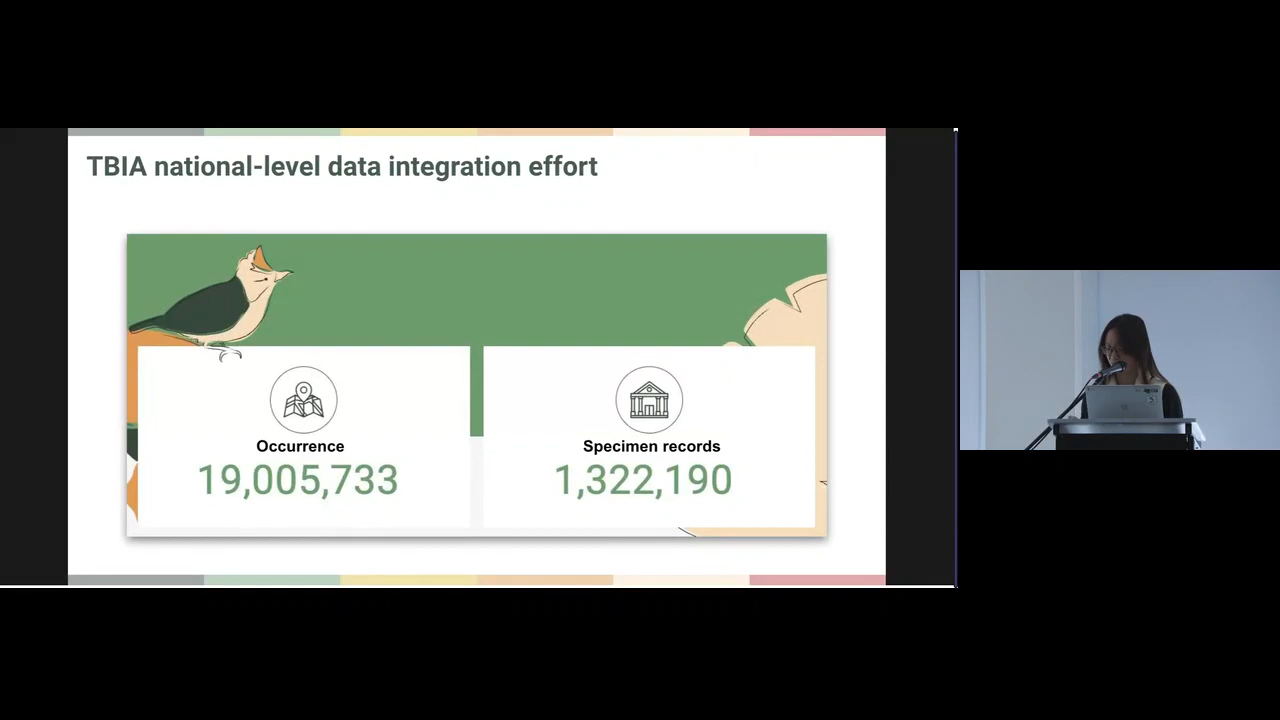 TBIA national-level data integration effort
Occurrence
19,005,733
Specimen records
1,322,190